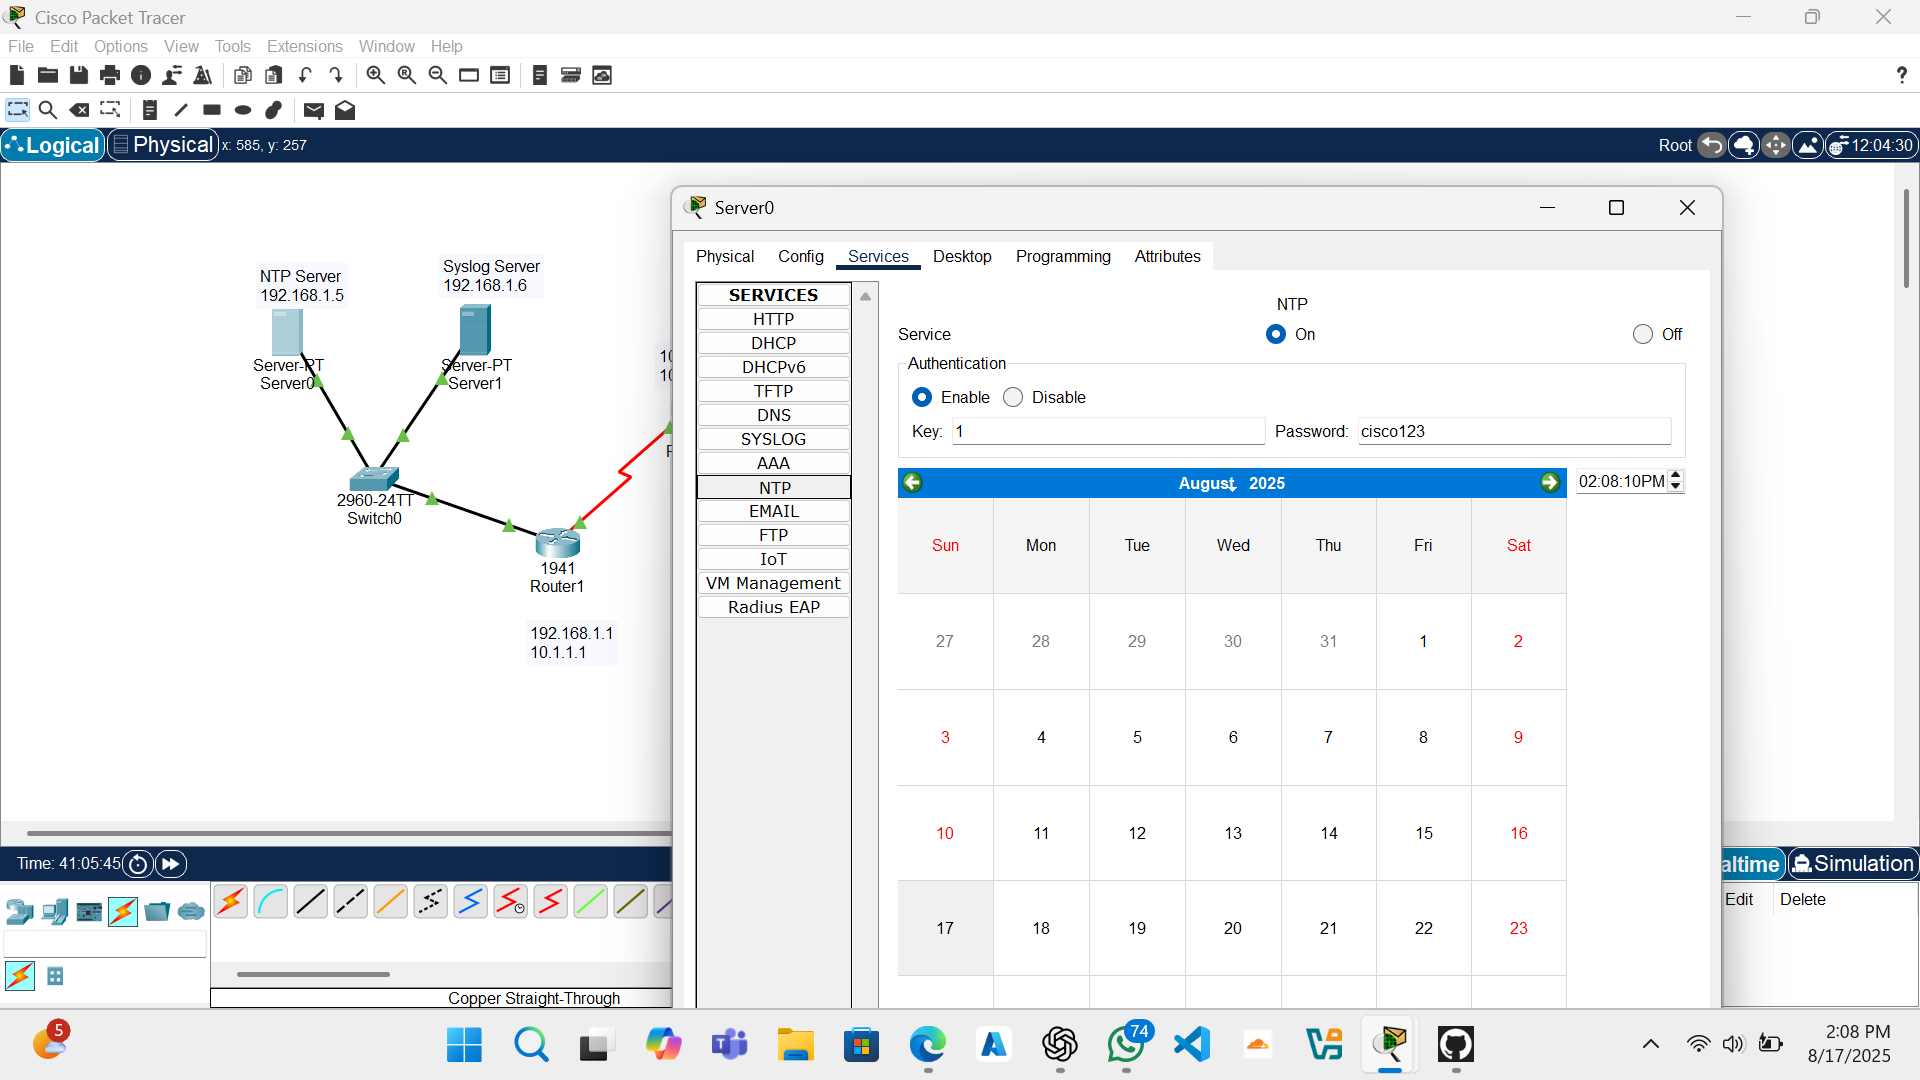 Cisco Packet Tracer
File Edit Options View Tools Extensions Window Help
?
Logical Physical x: 585, y: 257
Root 12:04:30
NTP Server
192.168.1.5
Syslog Server
192.168.1.6
Server-PT
Server0
Server-PT
Server1
2960-24TT
Switch0
1941
Router1
192.168.1.1
10.1.1.1
Server0
Physical Config Services Desktop Programming Attributes
SERVICES
HTTP
DHCP
DHCPv6
TFTP
DNS
SYSLOG
AAA
NTP
EMAIL
FTP
IoT
VM Management
Radius EAP
NTP
Service On Off
Authentication
Enable Disable
Key: 1 Password: cisco123
August 2025 02:08:10PM
Sun Mon Tue Wed Thu Fri Sat
27 28 29 30 31 1 2
3 4 5 6 7 8 9
10 11 12 13 14 15 16
17 18 19 20 21 22 23
Time: 41:05:45
altime Simulation
Edit Delete
Copper Straight-Through
5
74
2:08 PM
8/17/2025